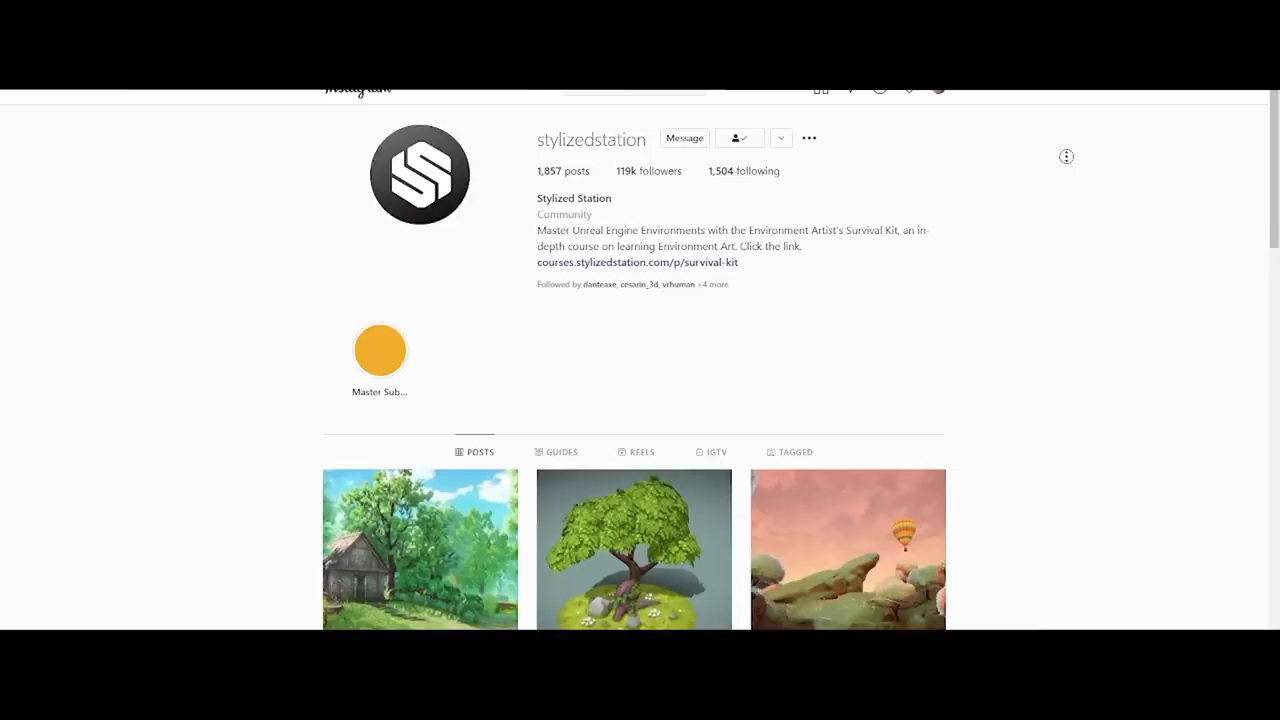 Instagram
stylizedstation Message
1,857 posts 119k followers 1,504 following
Stylized Station
Community
Master Unreal Engine Environments with the Environment Artist's Survival Kit, an in-
depth course on learning Environment Art. Click the link.
courses.stylizedstation.com/p/survival-kit
Followed by danteaxe, cesarin_3d, vrhuman +4 more
Master Sub...
POSTS GUIDES REELS IGTV TAGGED